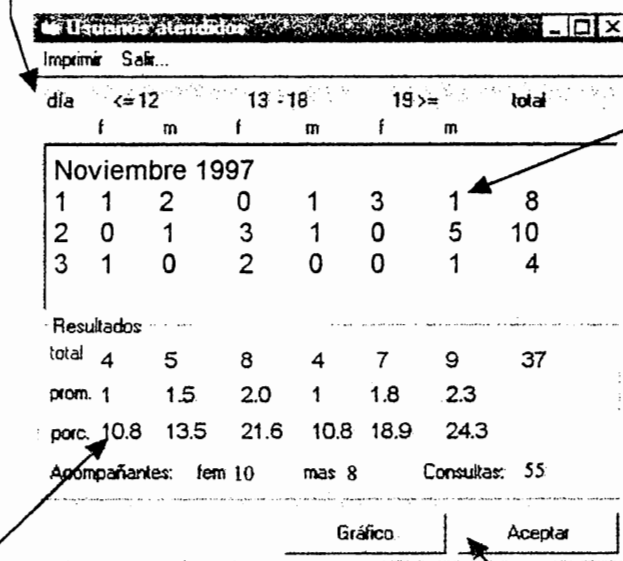 Usuarios atendidos
Imprimir Salir...
día <=12 13 - 18 19 >= total
f m f m f m
Noviembre 1997
1 1 2 0 1 3 1 8
2 0 1 3 1 0 5 10
3 1 0 2 0 0 1 4
Resultados
total 4 5 8 4 7 9 37
prom. 1 1.5 2.0 1 1.8 2.3
porc. 10.8 13.5 21.6 10.8 18.9 24.3
Acompañantes: fem 10 mas 8 Consultas: 55
Gráfico Aceptar